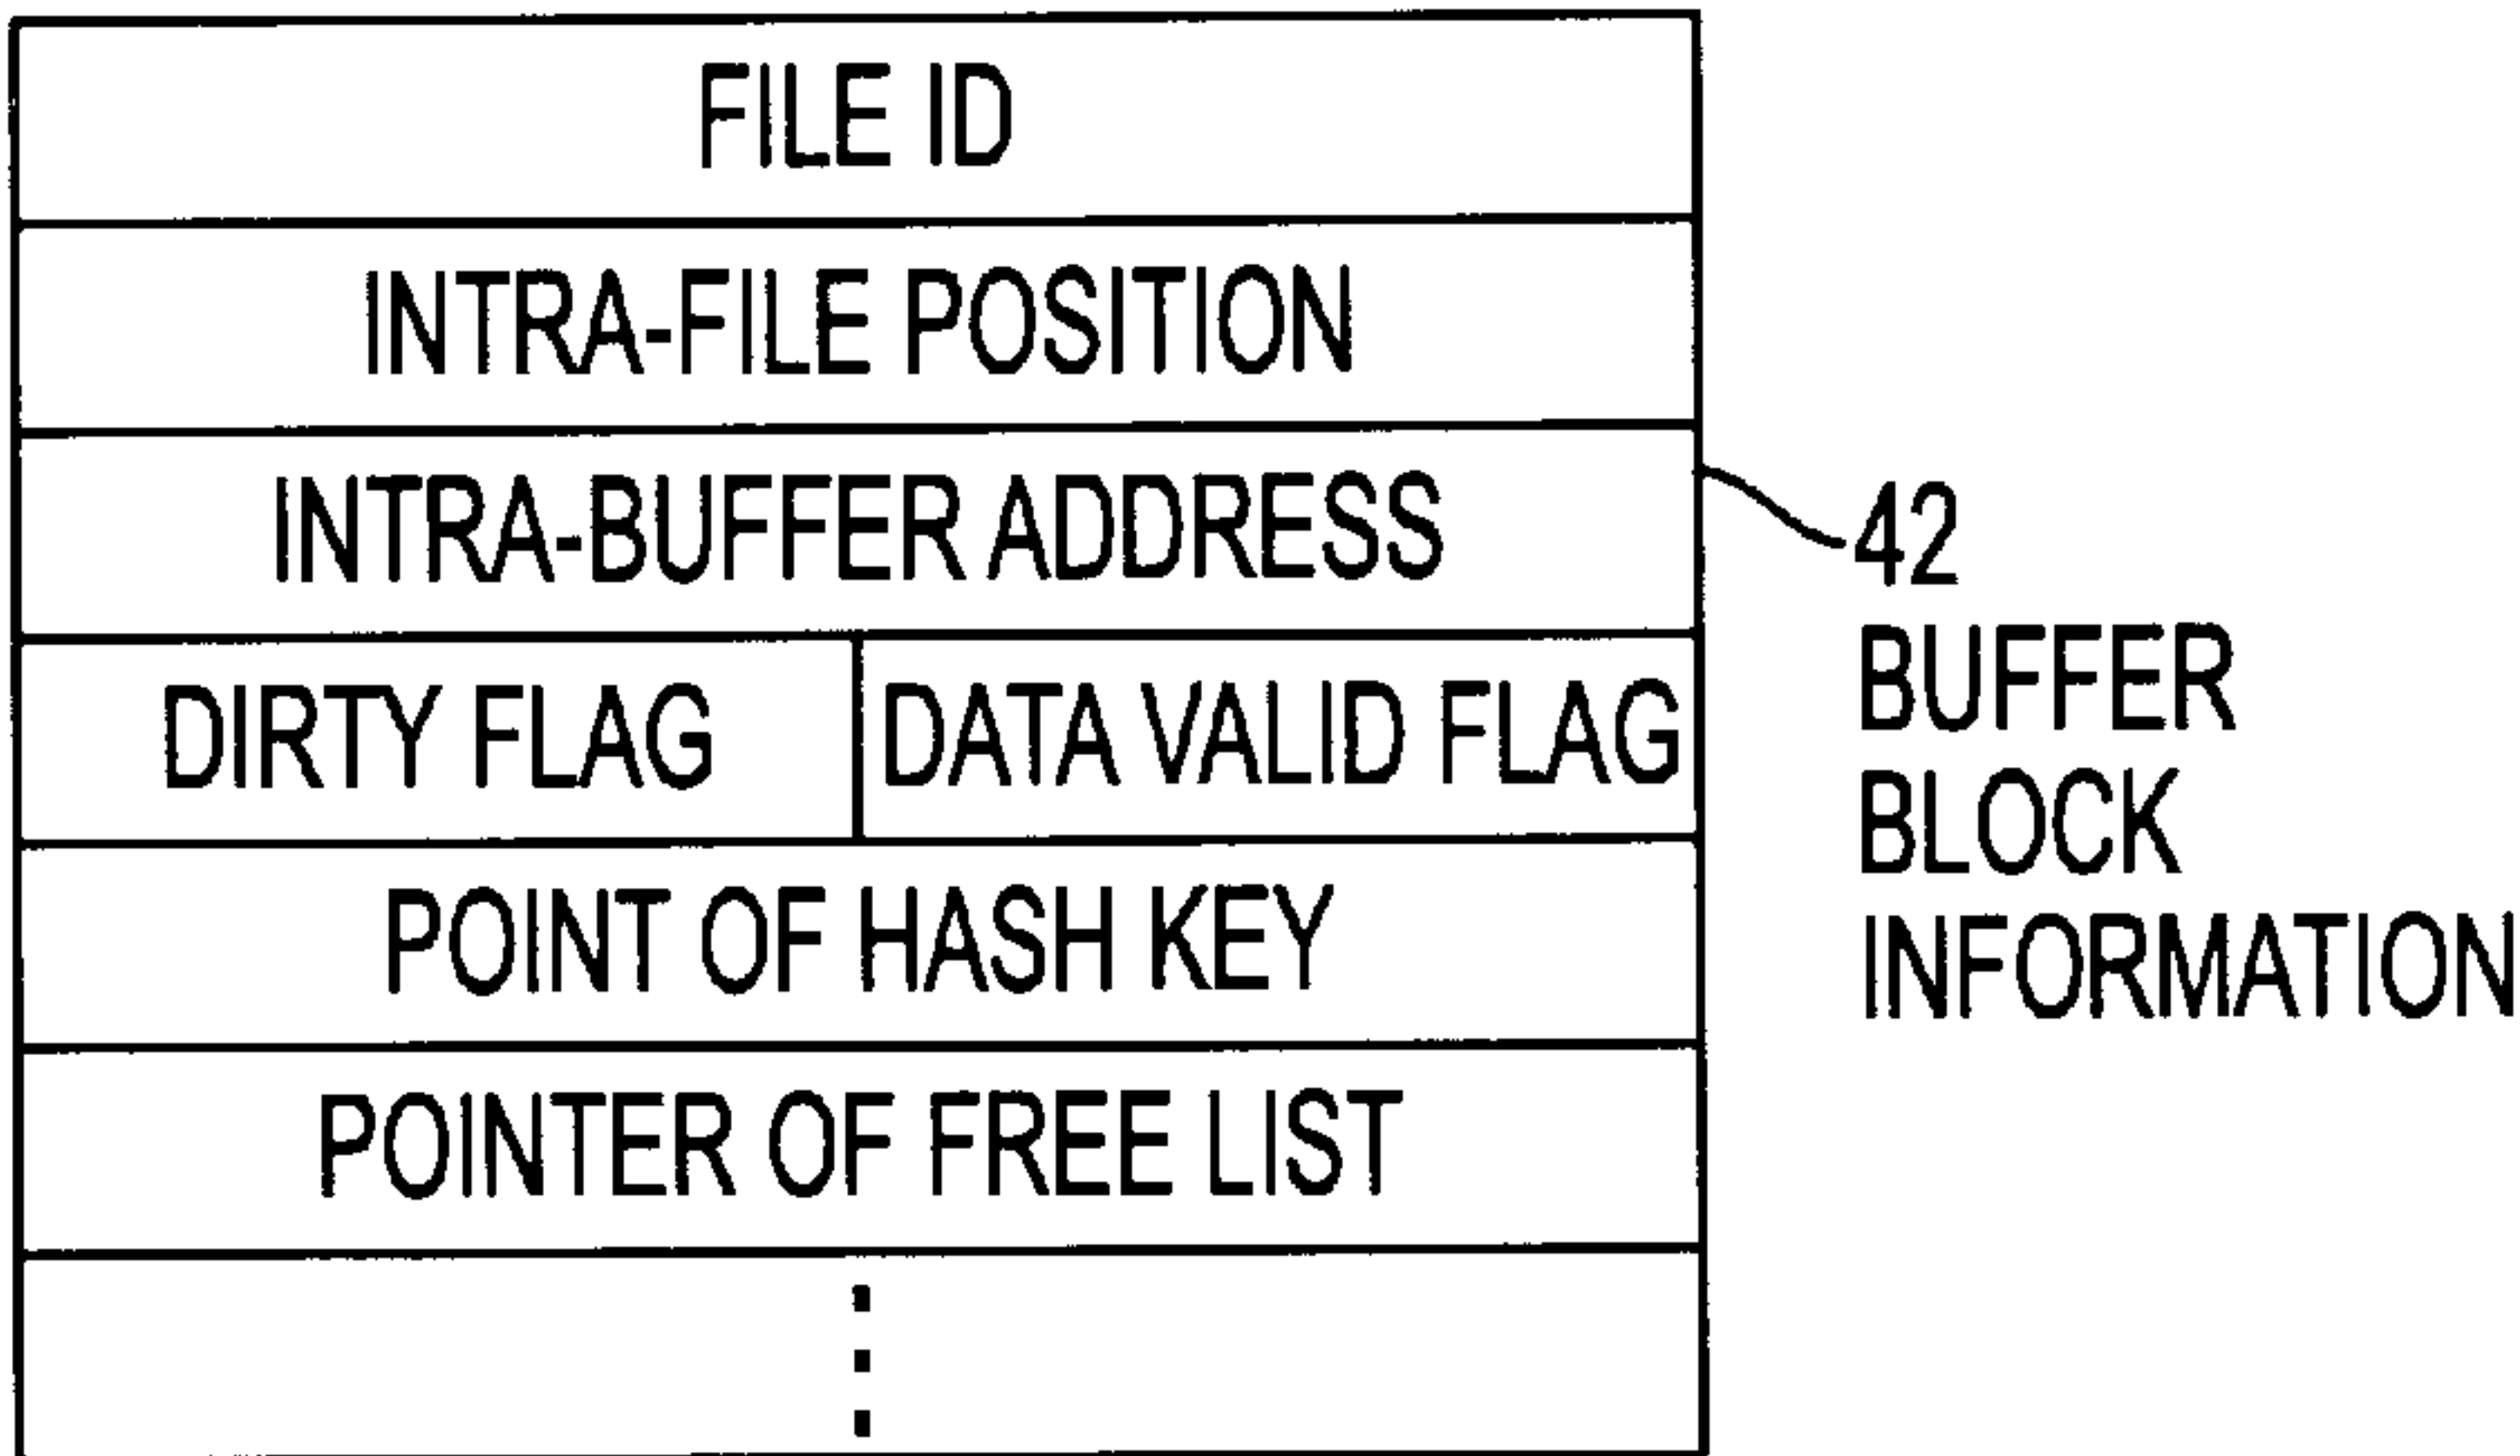 FILE ID
INTRA-FILE POSITION
INTRA-BUFFER ADDRESS
DIRTY FLAG DATA VALID FLAG
POINT OF HASH KEY
POINTER OF FREE LIST
42
BUFFER
BLOCK
INFORMATION